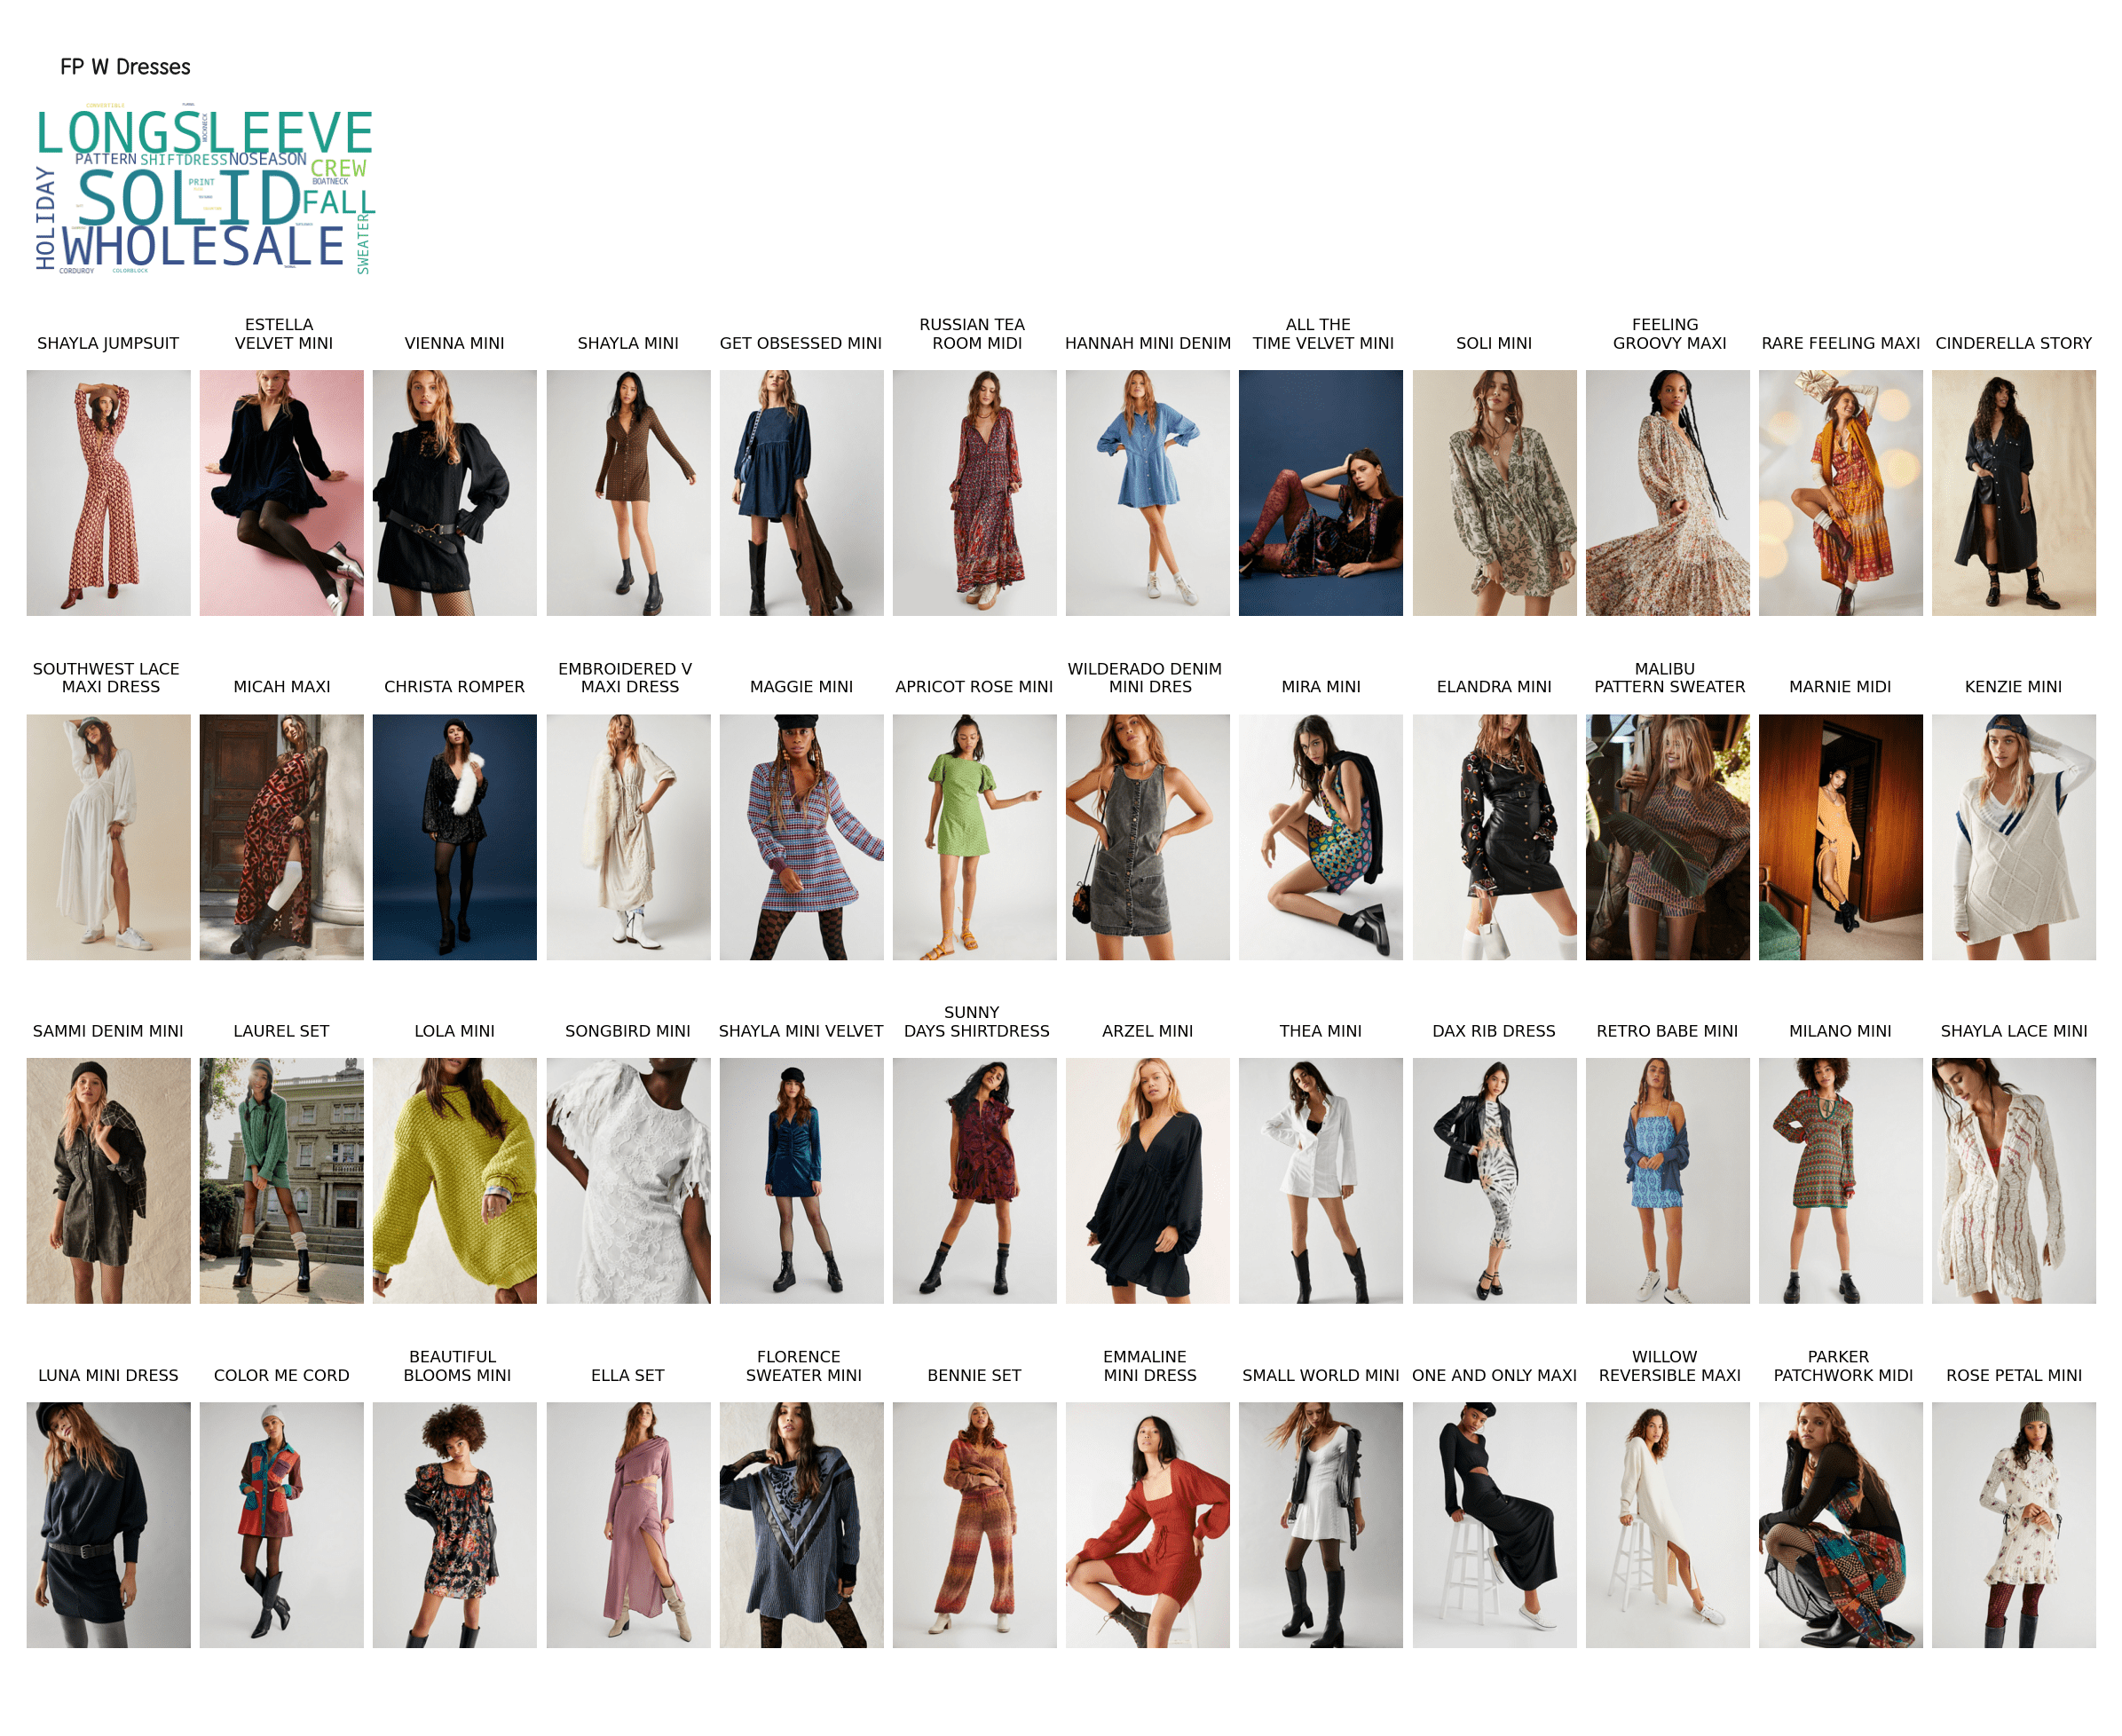 FP W Dresses
CONVERTIBLE
LONGSLEEVE
MOCKNECK
PATTERN SHIFTDRESS NOSEASON
CREW
HOLIDAY
SOLID
PRINT
BOATNECK
FALL
WHOLESALE
SWEATER
CORDUROY
COLORBLOCK
SHAYLA JUMPSUIT
ESTELLA
VELVET MINI
VIENNA MINI
SHAYLA MINI
GET OBSESSED MINI
RUSSIAN TEA
ROOM MIDI
HANNAH MINI DENIM
ALL THE
TIME VELVET MINI
SOLI MINI
FEELING
GROOVY MAXI
RARE FEELING MAXI
CINDERELLA STORY
SOUTHWEST LACE
MAXI DRESS
MICAH MAXI
CHRISTA ROMPER
EMBROIDERED V
MAXI DRESS
MAGGIE MINI
APRICOT ROSE MINI
WILDERADO DENIM
MINI DRES
MIRA MINI
ELANDRA MINI
MALIBU
PATTERN SWEATER
MARNIE MIDI
KENZIE MINI
SAMMI DENIM MINI
LAUREL SET
LOLA MINI
SONGBIRD MINI
SHAYLA MINI VELVET
SUNNY
DAYS SHIRTDRESS
ARZEL MINI
THEA MINI
DAX RIB DRESS
RETRO BABE MINI
MILANO MINI
SHAYLA LACE MINI
LUNA MINI DRESS
COLOR ME CORD
BEAUTIFUL
BLOOMS MINI
ELLA SET
FLORENCE
SWEATER MINI
BENNIE SET
EMMALINE
MINI DRESS
SMALL WORLD MINI
ONE AND ONLY MAXI
WILLOW
REVERSIBLE MAXI
PARKER
PATCHWORK MIDI
ROSE PETAL MINI